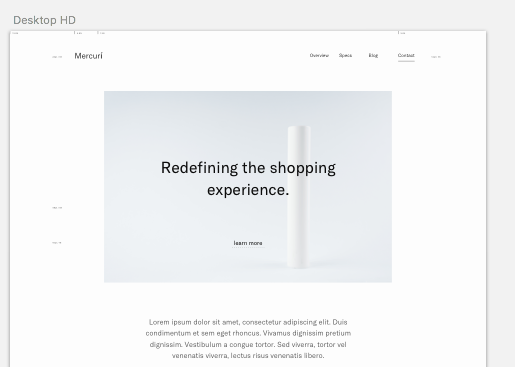 Desktop HD
Mercurí
Overview Specs Blog Contact
Redefining the shopping
experience.
learn more
Lorem ipsum dolor sit amet, consectetur adipiscing elit. Duis
condimentum et sem eget rhoncus. Vivamus dignissim pretium
dignissim. Vestibulum a congue tortor. Sed viverra, tortor vel
venenatis viverra, lectus risus venenatis libero.